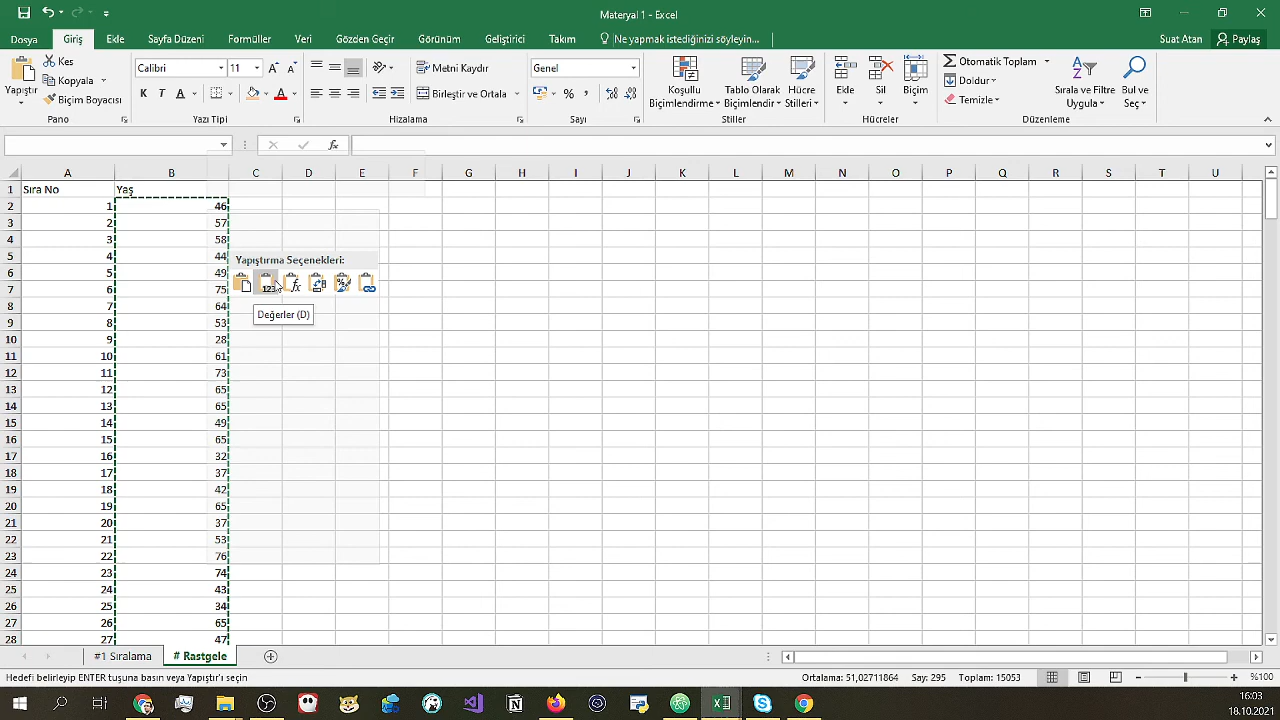 Materyal 1 - Excel
Dosya Giriş Ekle Sayfa Düzeni Formüller Veri Gözden Geçir Görünüm Geliştirici Takım Ne yapmak istediğinizi söyleyin... Suat Atan Paylaş
Yapıştır Kes
Kopyala
Biçim Boyacısı
Pano
Calibri 11
K T A
Yazı Tipi
Metni Kaydır
Birleştir ve Ortala
Hizalama
Genel
%
Sayı
Koşullu Biçimlendirme
Tablo Olarak Biçimlendir
Hücre Stilleri
Stiller
Ekle Sil Biçim
Hücreler
Otomatik Toplam
Doldur
Temizle
Sırala ve Filtre Uygula
Bul ve Seç
Düzenleme
fx
A B C D E F G H I J K L M N O P Q R S T U
1 Sıra No Yaş
2 1 46
3 2 57
4 3 58
5 4 44
6 5 49
7 6 75
8 7 64
9 8 53
10 9 28
11 10 61
12 11 73
13 12 65
14 13 65
15 14 49
16 15 65
17 16 32
18 17 37
19 18 42
20 19 65
21 20 37
22 21 53
23 22 76
24 23 74
25 24 43
26 25 34
27 26 65
28 27 47
Yapıştırma Seçenekleri:
123
Değerler (D)
#1 Sıralama # Rastgele
Hedefi belirleyip ENTER tuşuna basın veya Yapıştır'ı seçin Ortalama: 51,02711864 Say: 295 Toplam: 15053 %100
16:03
18.10.2021